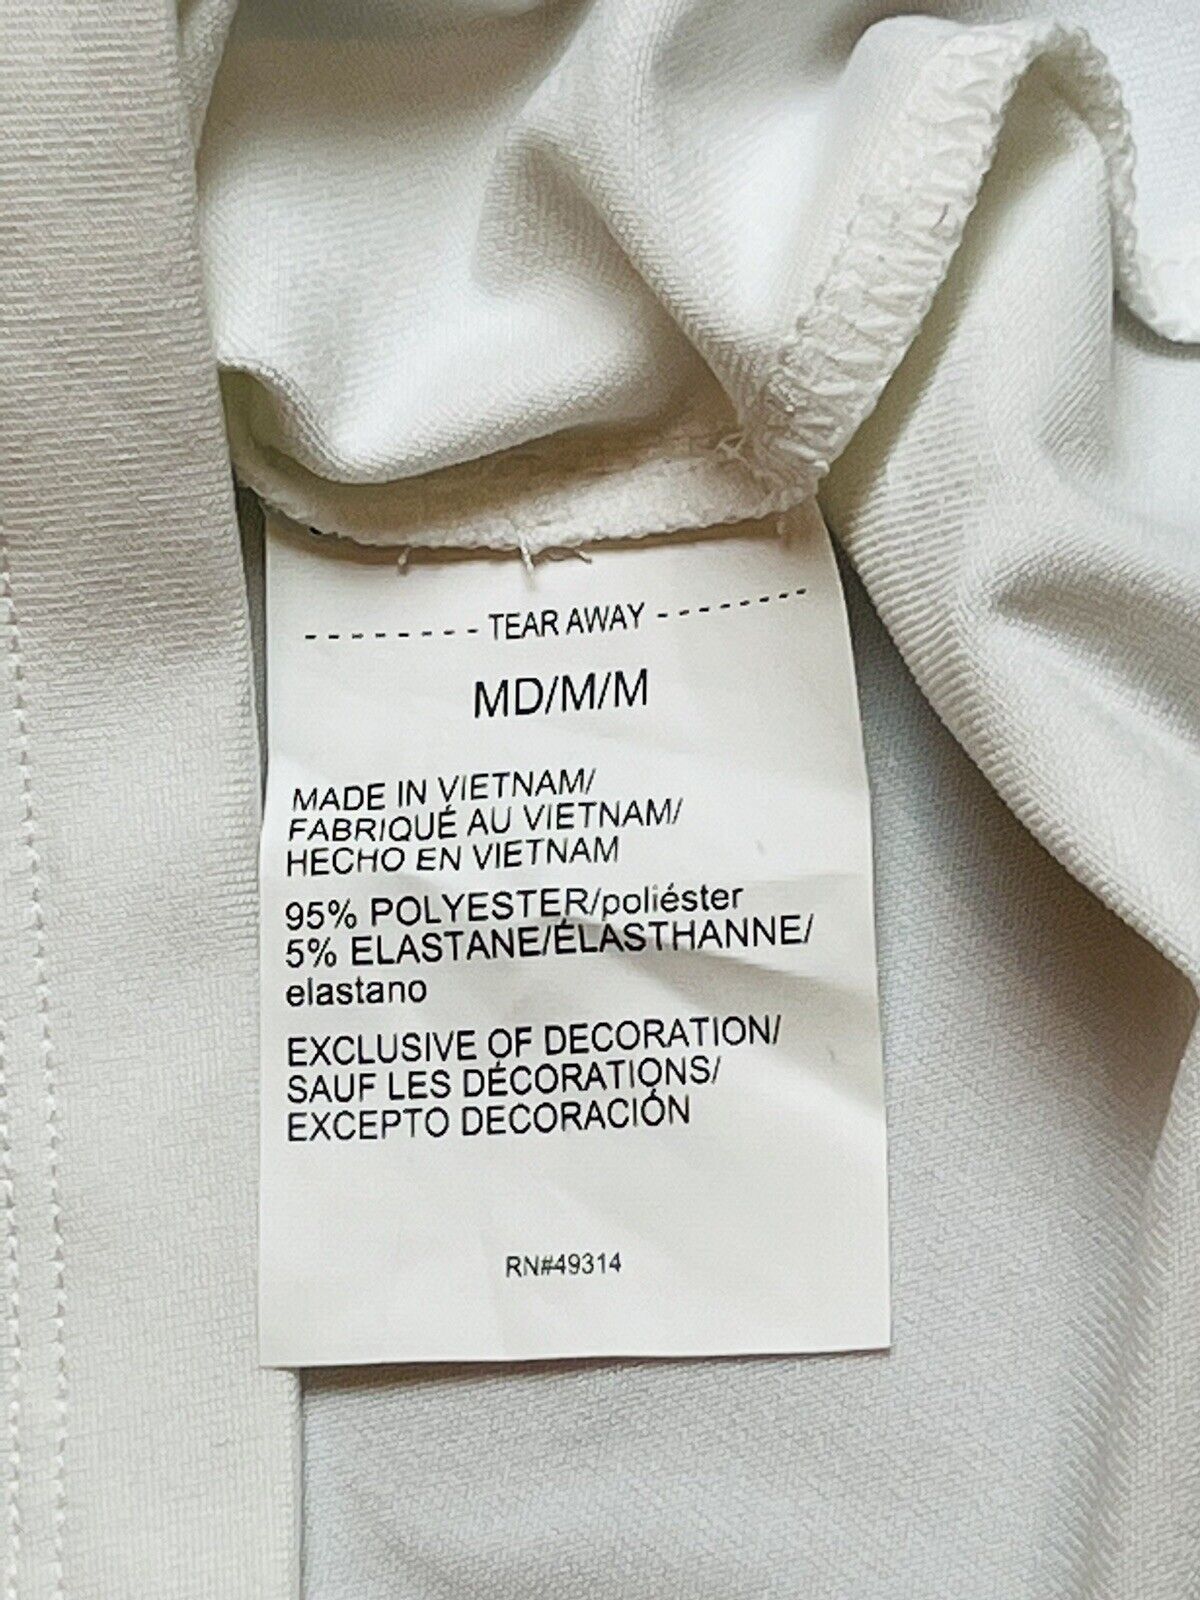 -------- TEAR AWAY --------
MD/M/M
MADE IN VIETNAM/
FABRIQUÉ AU VIETNAM/
HECHO EN VIETNAM
95% POLYESTER/poliéster
5% ELASTANE/ÉLASTHANNE/
elastano
EXCLUSIVE OF DECORATION/
SAUF LES DÉCORATIONS/
EXCEPTO DECORACIÓN
RN#49314